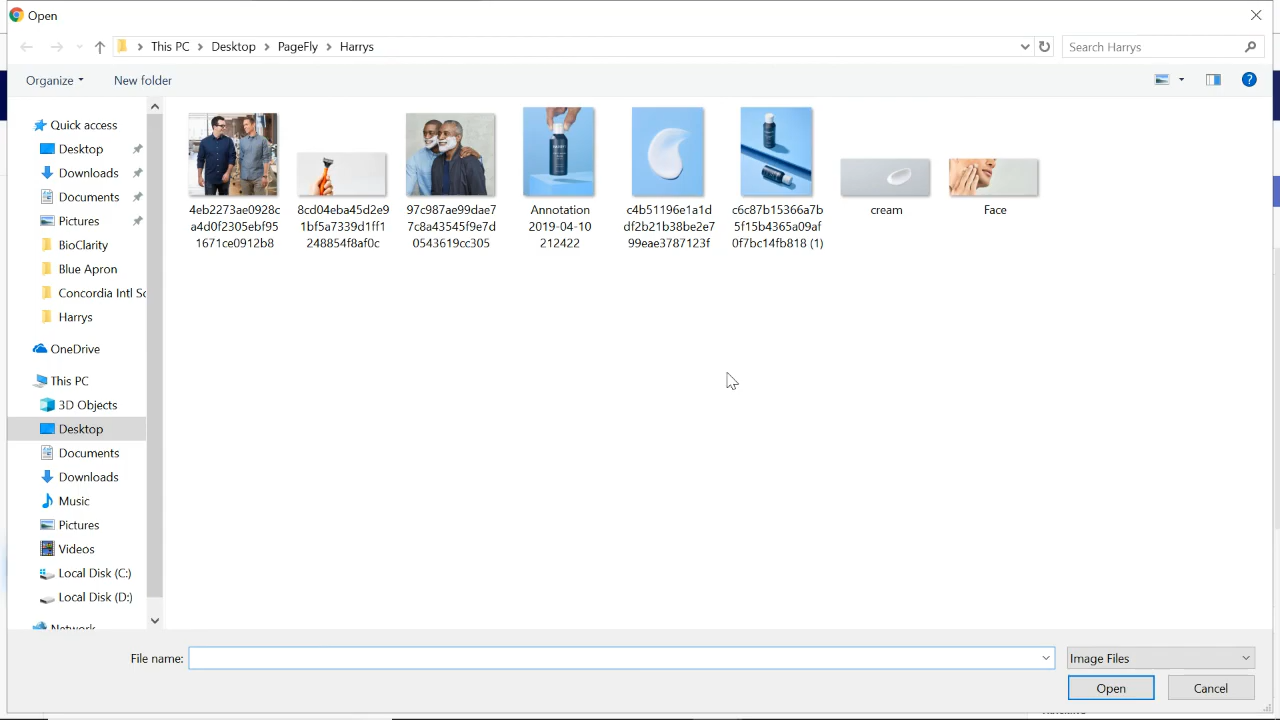 Open
This PC > Desktop > PageFly > Harrys
Search Harrys
Organize
New folder
Quick access
Desktop
Downloads
Documents
Pictures
BioClarity
Blue Apron
Concordia Intl Sc
Harrys
OneDrive
This PC
3D Objects
Desktop
Documents
Downloads
Music
Pictures
Videos
Local Disk (C:)
Local Disk (D:)
Network
4eb2273ae0928c
a4d0f2305ebf95
1671ce0912b8
8cd04eba45d2e9
1bf5a7339d1ff1
248854f8af0c
97c987ae99dae7
7c8a43545f9e7d
0543619cc305
Annotation
2019-04-10
212422
c4b51196e1a1d
df2b21b38be2e7
99eae3787123f
c6c87b15366a7b
5f15b4365a09af
0f7bc14fb818 (1)
cream
Face
File name:
Image Files
Open
Cancel